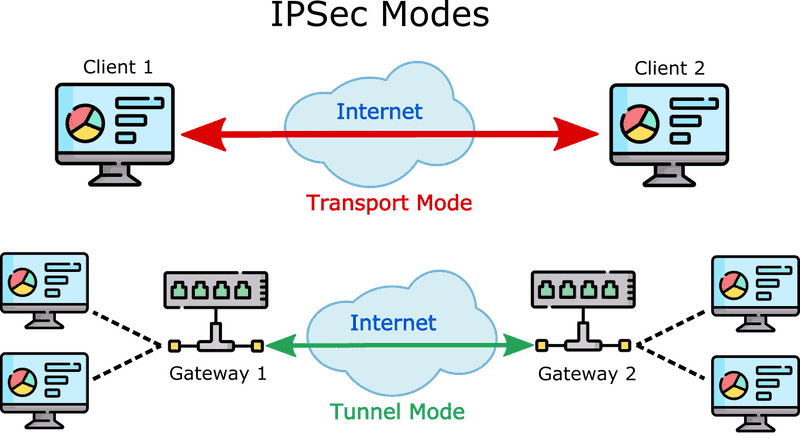 IPSec Modes
Client 1
Client 2
Internet
Transport Mode
Internet
Gateway 1
Gateway 2
Tunnel Mode